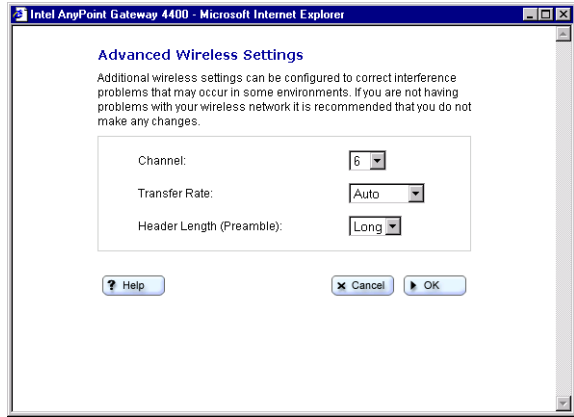 Intel AnyPoint Gateway 4400 - Microsoft Internet Explorer
Advanced Wireless Settings
Additional wireless settings can be configured to correct interference
problems that may occur in some environments. If you are not having
problems with your wireless network it is recommended that you do not
make any changes.
Channel: 6
Transfer Rate: Auto
Header Length (Preamble): Long
? Help Cancel OK